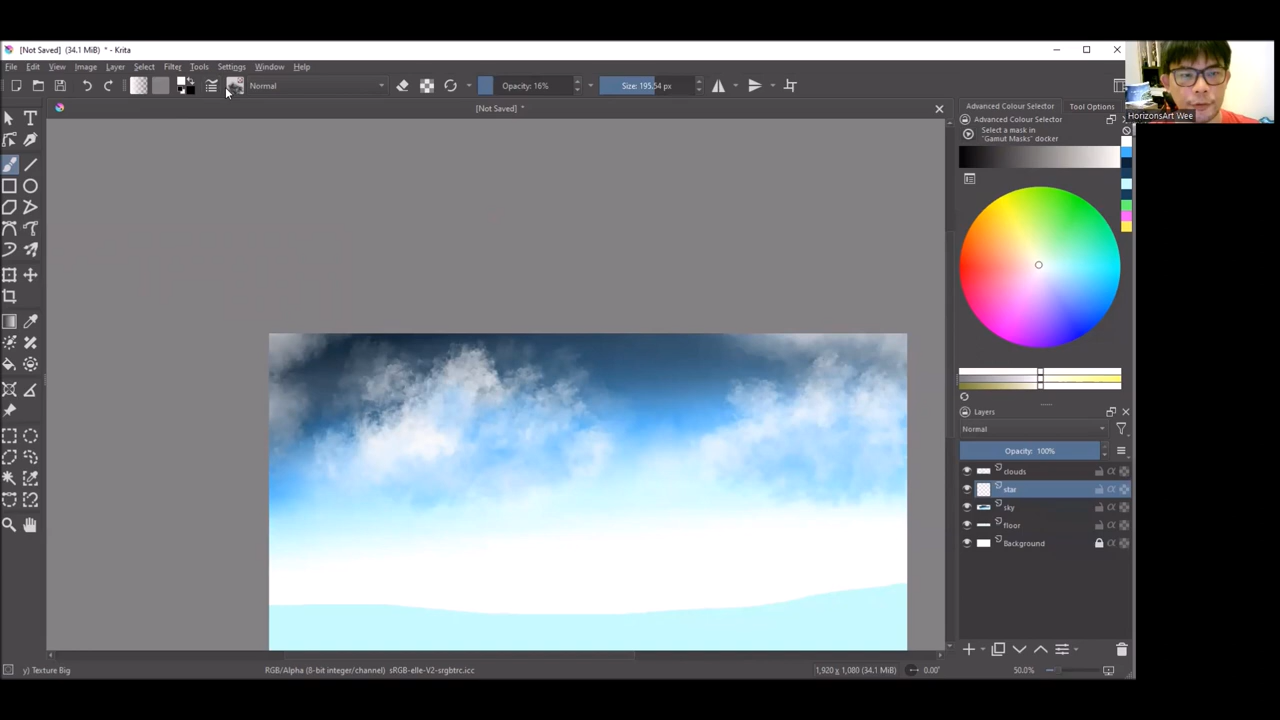 [Not Saved] (34.1 MiB) * - Krita
File Edit View Image Layer Select Filter Tools Settings Window Help
Normal
Opacity: 16%
Size: 195.54 px
HorizonsArt Wee
[Not Saved] *
Advanced Colour Selector
Tool Options
Advanced Colour Selector
Select a mask in
"Gamut Masks" docker
Layers
Normal
Opacity: 100%
clouds
star
sky
floor
Background
y) Texture Big
RGB/Alpha (8-bit integer/channel) sRGB-elle-V2-srgbtrc.icc
1,920 x 1,080 (34.1 MiB)
0.00°
50.0%